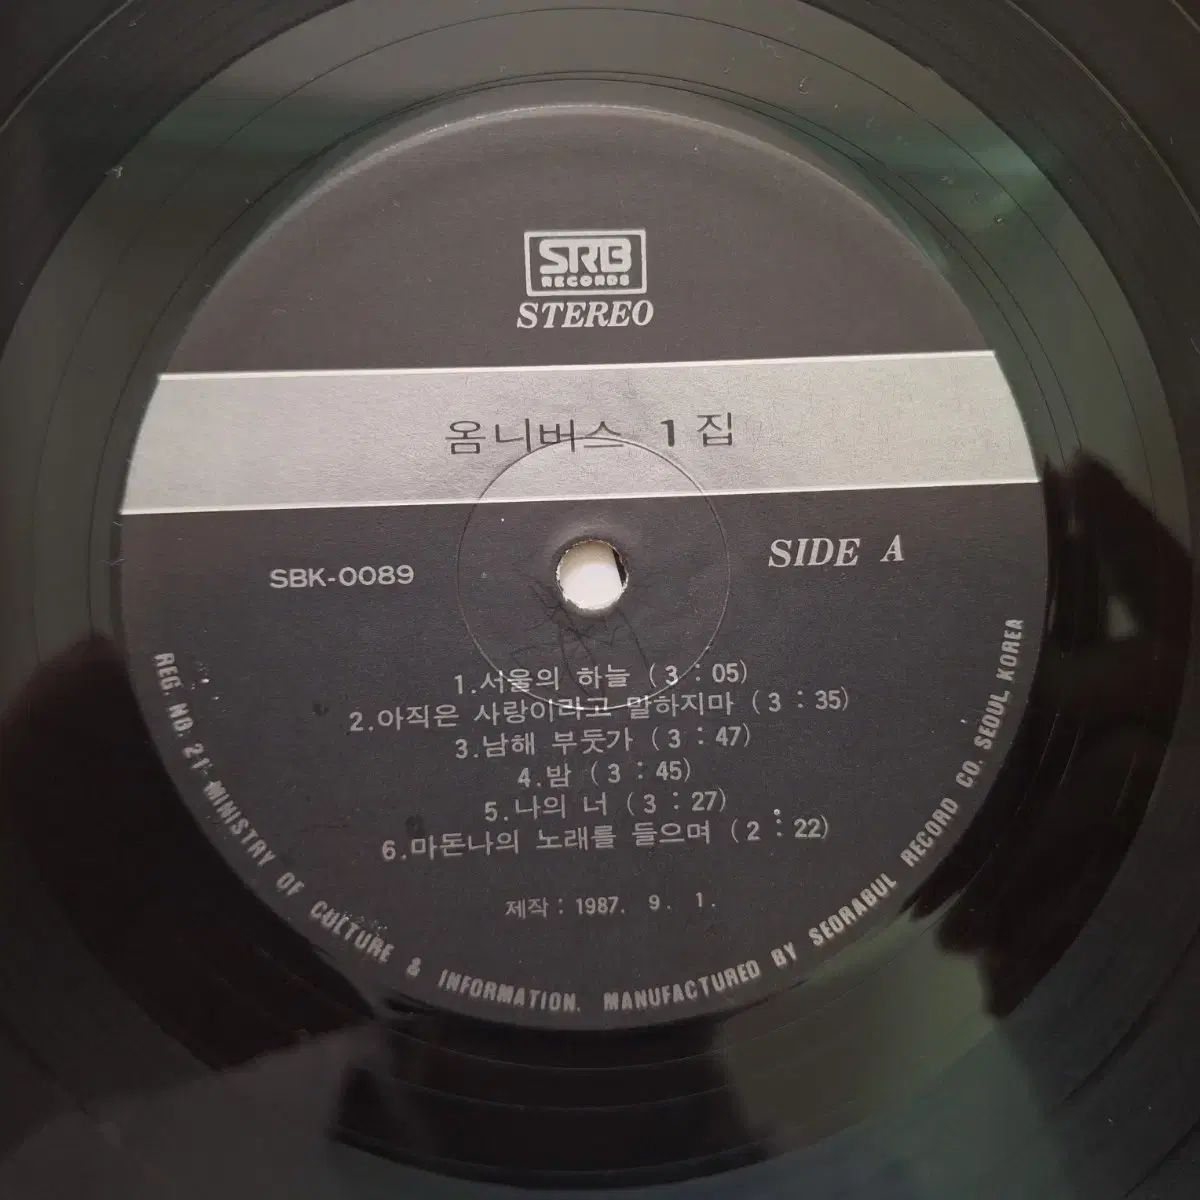 SRB
RECORDS
STEREO
옴니버스 1집
SBK-0089
SIDE A
1.서울의 하늘 (3:05)
2.아직은 사랑이라고 말하지마 (3:35)
3.남해 부둣가 (3:47)
4.밤 (3:45)
5.나의 너 (3:27)
6.마돈나의 노래를 들으며 (2:22)
제작: 1987. 9. 1.
REG. NO. 21 MINISTRY OF CULTURE & INFORMATION. MANUFACTURED BY SEORABUL RECORD CO. SEOUL KOREA